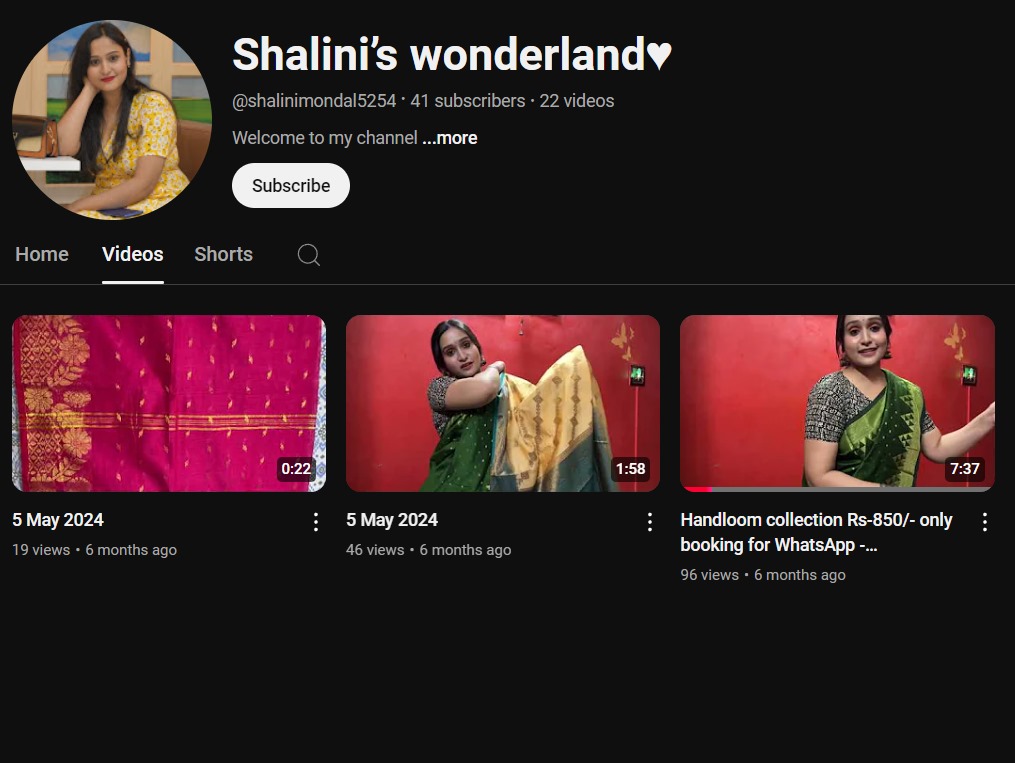 Shalini’s wonderland♥
@shalinimondal5254 · 41 subscribers · 22 videos
Welcome to my channel ...more
Subscribe
Home Videos Shorts
0:22
1:58
7:37
5 May 2024
19 views • 6 months ago
5 May 2024
46 views • 6 months ago
Handloom collection Rs-850/- only
booking for WhatsApp -...
96 views • 6 months ago